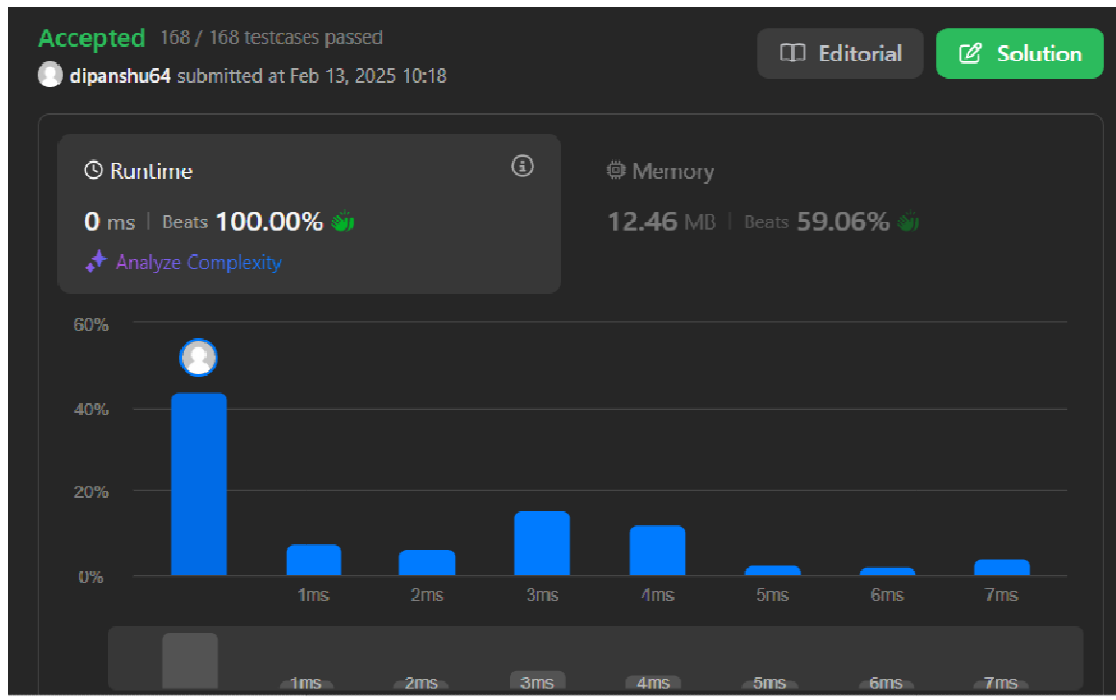 Accepted 168 / 168 testcases passed
dipanshu64 submitted at Feb 13, 2025 10:18
Editorial
Solution
Runtime
0 ms | Beats 100.00%
Analyze Complexity
Memory
12.46 MB | Beats 59.06%
60%
40%
20%
0%
1ms 2ms 3ms 4ms 5ms 6ms 7ms
1ms 2ms 3ms 4ms 5ms 6ms 7ms